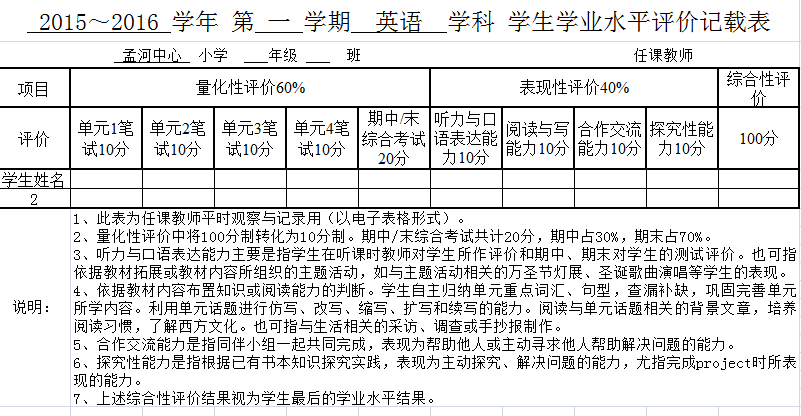 2015～2016 学年 第 一 学期 英语 学科 学生学业水平评价记载表
孟河中心 小学 年级 班 任课教师
项目 量化性评价60% 表现性评价40% 综合性评价
评价 单元1笔试10分 单元2笔试10分 单元3笔试10分 单元4笔试10分 期中/末综合考试20分 听力与口语表达能力10分 阅读与写能力10分 合作交流能力10分 探究性能力10分 100分
学生姓名
2
说明：
1、此表为任课教师平时观察与记录用（以电子表格形式）。
2、量化性评价中将100分制转化为10分制。期中/末综合考试共计20分，期中占30%，期末占70%。
3、听力与口语表达能力主要是指学生在听课时教师对学生所作评价和期中、期末对学生的测试评价。也可指
依据教材拓展或教材内容所组织的主题活动，如与主题活动相关的万圣节灯展、圣诞歌曲演唱等学生的表现。
4、依据教材内容布置知识或阅读能力的判断。学生自主归纳单元重点词汇、句型，查漏补缺，巩固完善单元
所学内容。利用单元话题进行仿写、改写、缩写、扩写和续写的能力。阅读与单元话题相关的背景文章，培养
阅读习惯，了解西方文化。也可指与生活相关的采访、调查或手抄报制作。
5、合作交流能力是指同伴小组一起共同完成，表现为帮助他人或主动寻求他人帮助解决问题的能力。
6、探究性能力是指根据已有书本知识探究实践，表现为主动探究、解决问题的能力，尤指完成project时所表
现的能力。
7、上述综合性评价结果视为学生最后的学业水平结果。